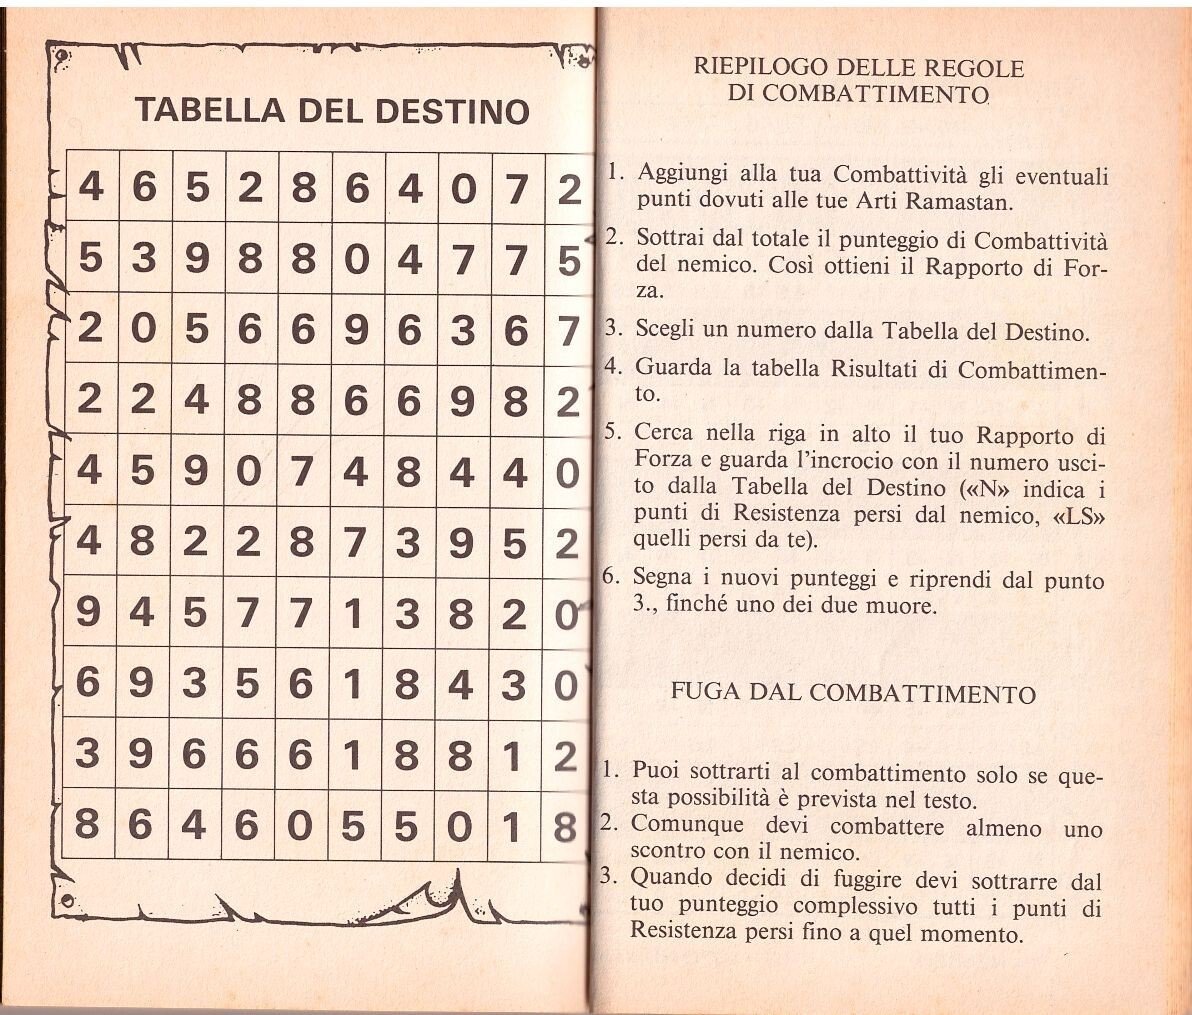 TABELLA DEL DESTINO
4 6 5 2 8 6 4 0 7 2
5 3 9 8 8 0 4 7 7 5
2 0 5 6 6 9 6 3 6 7
2 2 4 8 8 6 6 9 8 2
4 5 9 0 7 4 8 4 4 0
4 8 2 2 8 7 3 9 5 2
9 4 5 7 7 1 3 8 2 0
6 9 3 5 6 1 8 4 3 0
3 9 6 6 6 1 8 8 1 2
8 6 4 6 0 5 5 0 1 8
RIEPILOGO DELLE REGOLE
DI COMBATTIMENTO
1. Aggiungi alla tua Combattività gli eventuali
punti dovuti alle tue Arti Ramastan.
2. Sottrai dal totale il punteggio di Combattività
del nemico. Così ottieni il Rapporto di For-
za.
3. Scegli un numero dalla Tabella del Destino.
4. Guarda la tabella Risultati di Combattimen-
to.
5. Cerca nella riga in alto il tuo Rapporto di
Forza e guarda l'incrocio con il numero usci-
to dalla Tabella del Destino («N» indica i
punti di Resistenza persi dal nemico, «LS»
quelli persi da te).
6. Segna i nuovi punteggi e riprendi dal punto
3., finché uno dei due muore.
FUGA DAL COMBATTIMENTO
1. Puoi sottrarti al combattimento solo se que-
sta possibilità è prevista nel testo.
2. Comunque devi combattere almeno uno
scontro con il nemico.
3. Quando decidi di fuggire devi sottrarre dal
tuo punteggio complessivo tutti i punti di
Resistenza persi fino a quel momento.